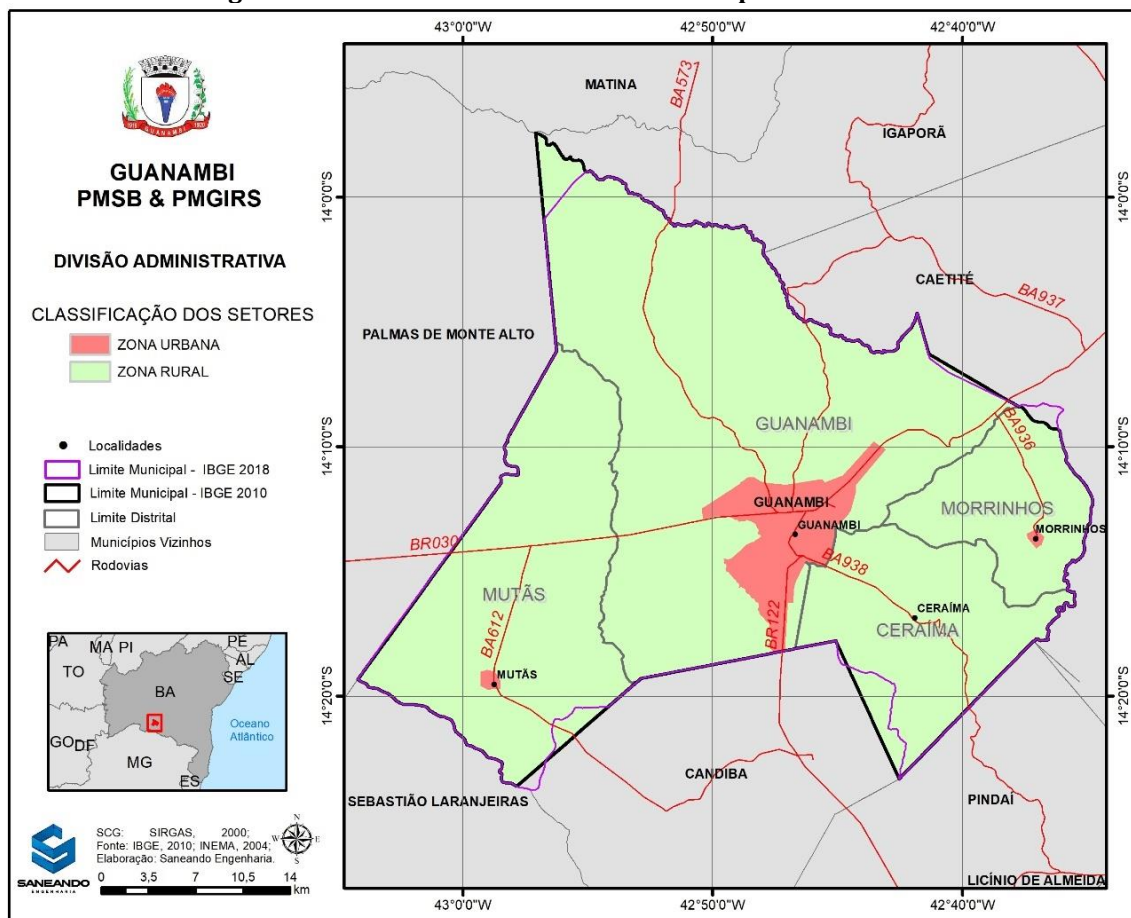 GUANAMBI
PMSB & PMGIRS
DIVISÃO ADMINISTRATIVA
CLASSIFICAÇÃO DOS SETORES
ZONA URBANA
ZONA RURAL
Localidades
Limite Municipal - IBGE 2018
Limite Municipal - IBGE 2010
Limite Distrital
Municípios Vizinhos
Rodovias
PA
MA
PI
PE
AL
SE
TO
BA
GO
DF
MG
ES
Oceano
Atlântico
SANEANDO
ENGENHARIA
SCG: SIRGAS, 2000;
Fonte: IBGE, 2010; INEMA, 2004;
Elaboração: Saneando Engenharia.
N
W
E
S
0 3,5 7 10,5 14
km
43°0'0"W 42°50'0"W 42°40'0"W
14°0'0"S
14°10'0"S
14°20'0"S
14°0'0"S
14°10'0"S
14°20'0"S
43°0'0"W 42°50'0"W 42°40'0"W
MATINA
BA573
IGAPORÃ
CAETITÉ
BA937
PALMAS DE MONTE ALTO
GUANAMBI
BA936
GUANAMBI
GUANAMBI
MORRINHOS
MORRINHOS
BR030
BA938
MUTÃS
BA612
MUTÃS
BR122
CERAÍMA
CERAÍMA
CANDIBA
SEBASTIÃO LARANJEIRAS
PINDAÍ
LICÍNIO DE ALMEIDA